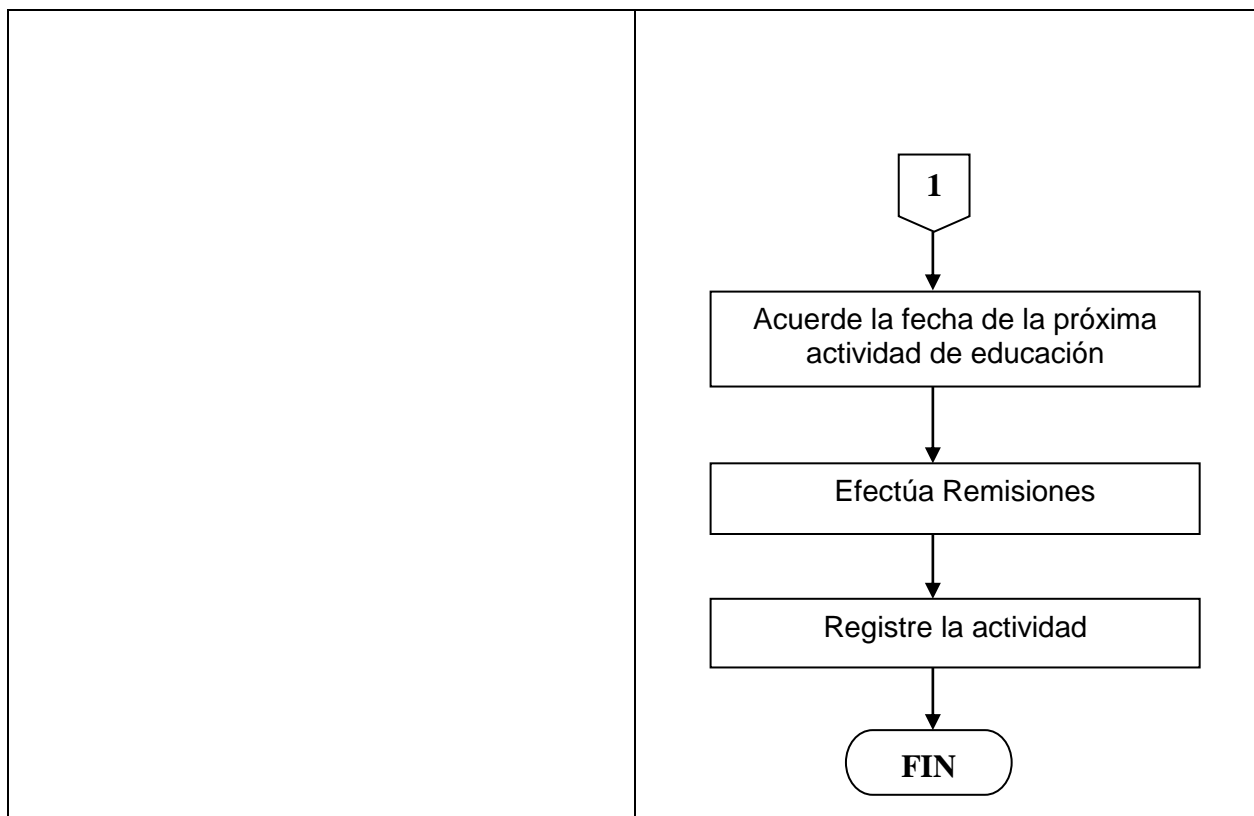 1
Acuerde la fecha de la próxima
actividad de educación
Efectúa Remisiones
Registre la actividad
FIN